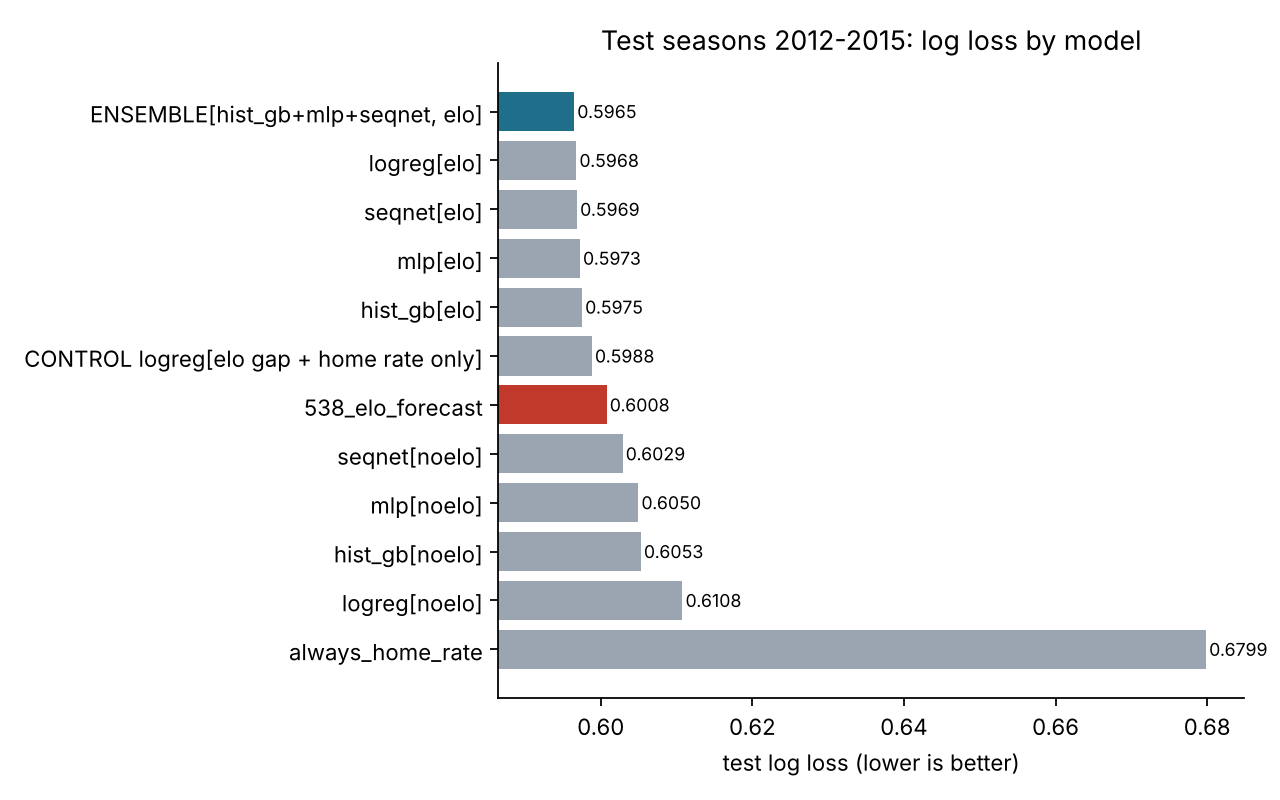 Test seasons 2012-2015: log loss by model
ENSEMBLE[hist_gb+mlp+seqnet, elo] 0.5965
logreg[elo] 0.5968
seqnet[elo] 0.5969
mlp[elo] 0.5973
hist_gb[elo] 0.5975
CONTROL logreg[elo gap + home rate only] 0.5988
538_elo_forecast 0.6008
seqnet[noelo] 0.6029
mlp[noelo] 0.6050
hist_gb[noelo] 0.6053
logreg[noelo] 0.6108
always_home_rate 0.6799
0.60 0.62 0.64 0.66 0.68
test log loss (lower is better)